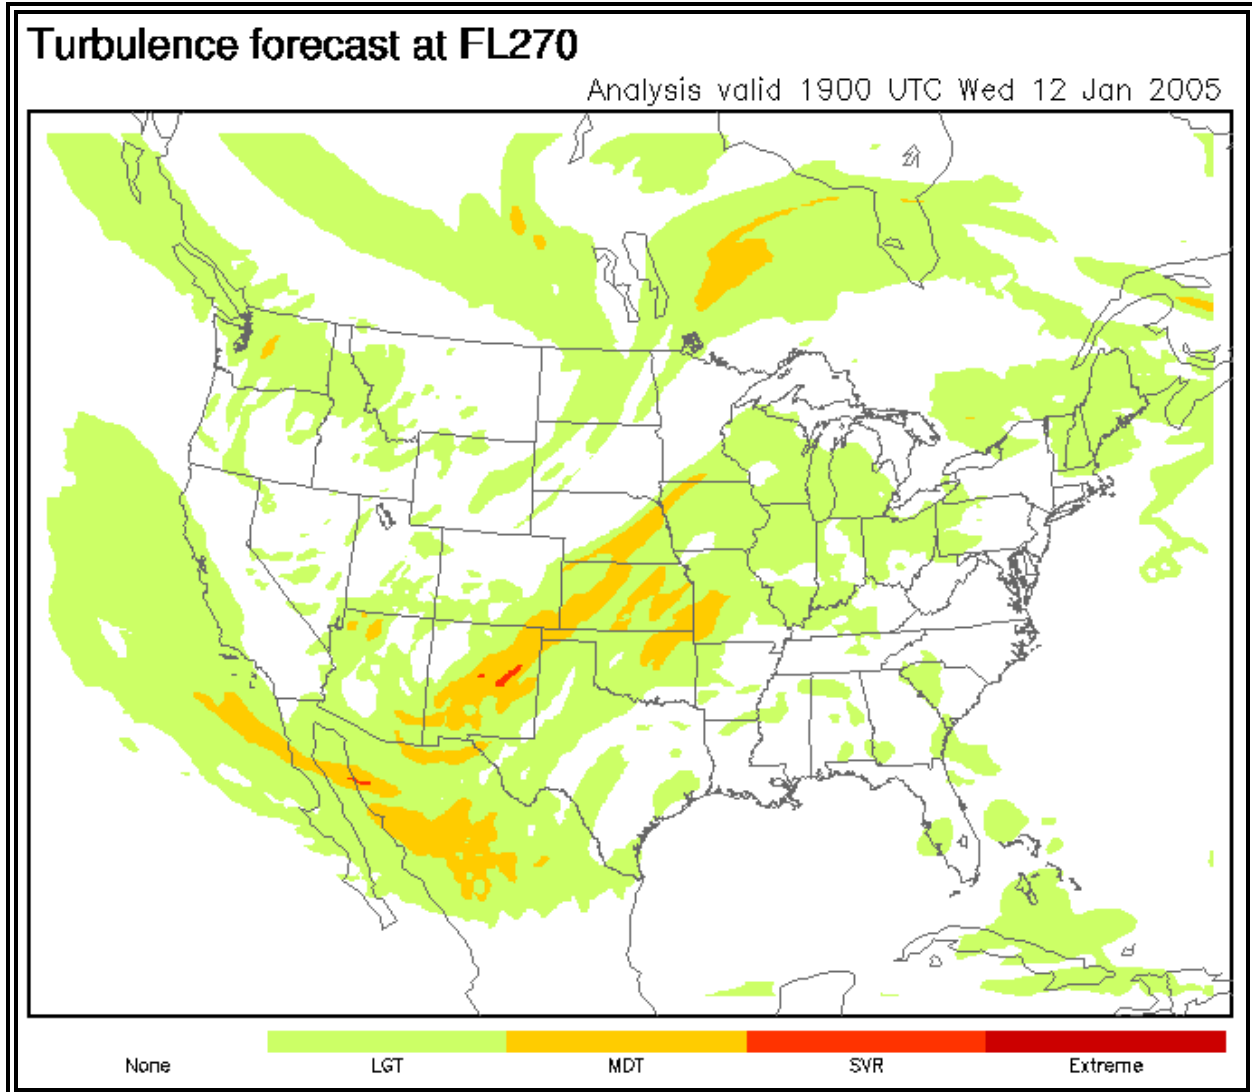 Turbulence forecast at FL270
Analysis valid 1900 UTC Wed 12 Jan 2005
None LGT MDT SVR Extreme